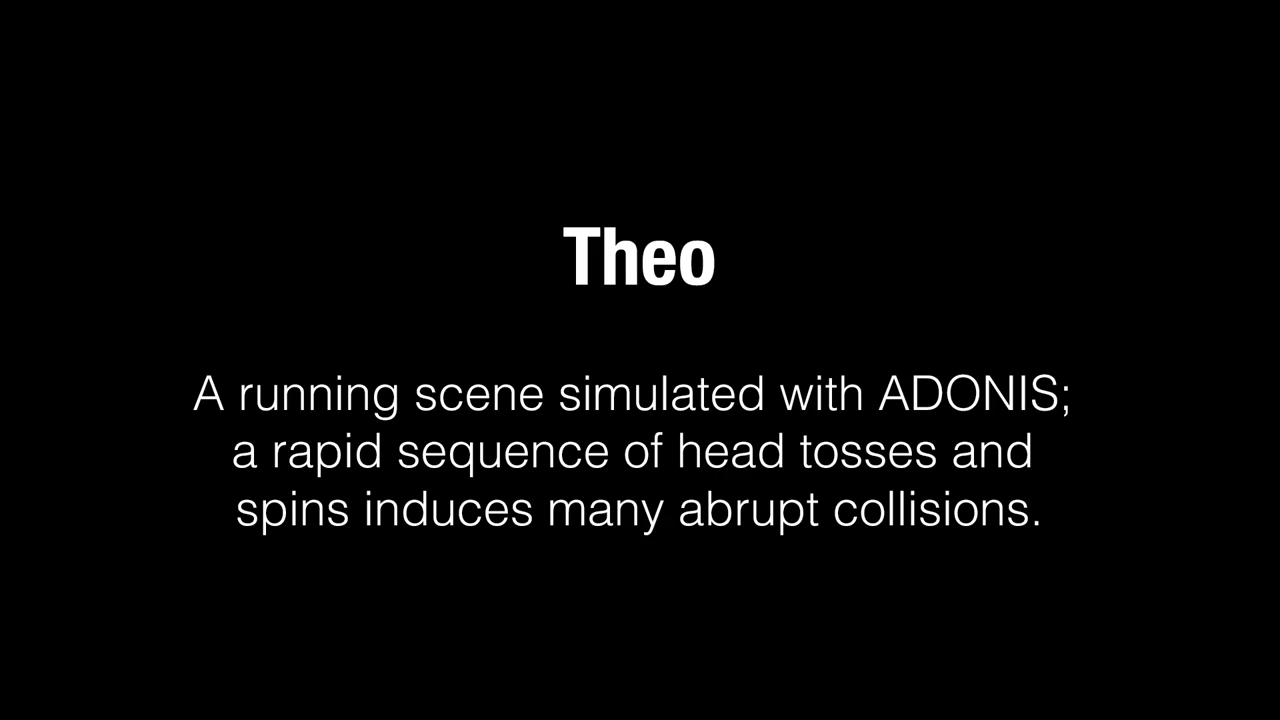 Theo
A running scene simulated with ADONIS;
a rapid sequence of head tosses and
spins induces many abrupt collisions.